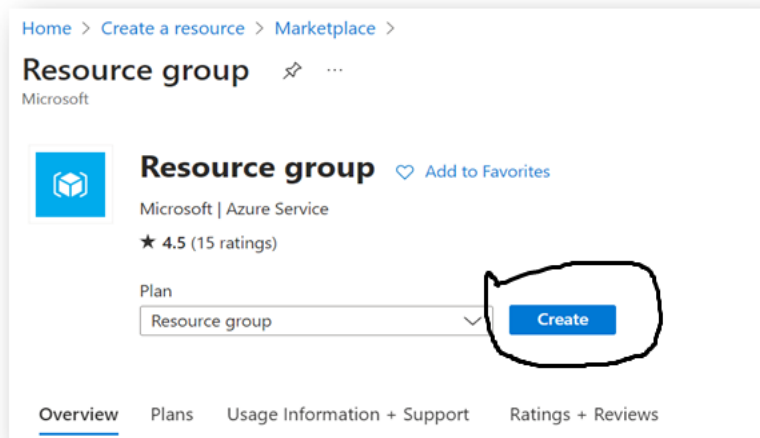 Home > Create a resource > Marketplace >
Resource group
Microsoft
Resource group Add to Favorites
Microsoft | Azure Service
★ 4.5 (15 ratings)
Plan
Resource group Create
Overview Plans Usage Information + Support Ratings + Reviews